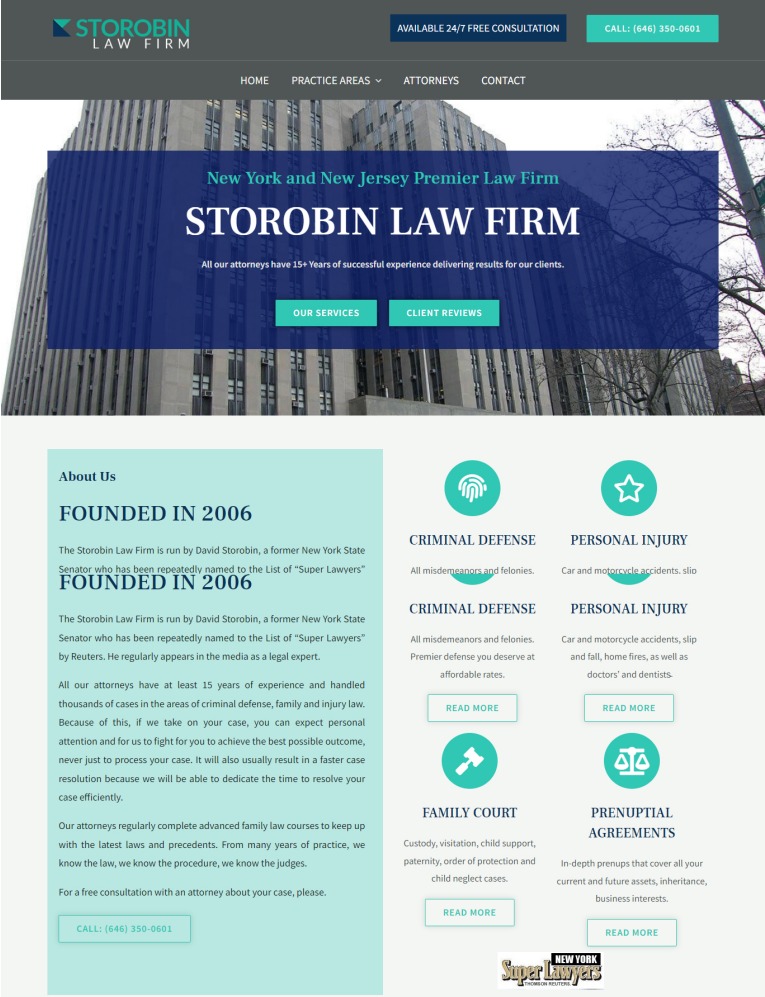 STOROBIN
LAW FIRM
AVAILABLE 24/7 FREE CONSULTATION
CALL: (646) 350-0601
HOME
PRACTICE AREAS
ATTORNEYS
CONTACT
New York and New Jersey Premier Law Firm
STOROBIN LAW FIRM
All our attorneys have 15+ Years of successful experience delivering results for our clients.
OUR SERVICES
CLIENT REVIEWS
About Us
FOUNDED IN 2006
The Storobin Law Firm is run by David Storobin, a former New York State
Senator who has been repeatedly named to the List of “Super Lawyers”
FOUNDED IN 2006
The Storobin Law Firm is run by David Storobin, a former New York State
Senator who has been repeatedly named to the List of “Super Lawyers”
by Reuters. He regularly appears in the media as a legal expert.
All our attorneys have at least 15 years of experience and handled
thousands of cases in the areas of criminal defense, family and injury law.
Because of this, if we take on your case, you can expect personal
attention and for us to fight for you to achieve the best possible outcome,
never just to process your case. It will also usually result in a faster case
resolution because we will be able to dedicate the time to resolve your
case efficiently.
Our attorneys regularly complete advanced family law courses to keep up
with the latest laws and precedents. From many years of practice, we
know the law, we know the procedure, we know the judges.
For a free consultation with an attorney about your case, please.
CALL: (646) 350-0601
CRIMINAL DEFENSE
All misdemeanors and felonies.
PERSONAL INJURY
Car and motorcycle accidents, slip
CRIMINAL DEFENSE
All misdemeanors and felonies.
Premier defense you deserve at
affordable rates.
READ MORE
PERSONAL INJURY
Car and motorcycle accidents, slip
and fall, home fires, as well as
doctors’ and dentists.
READ MORE
FAMILY COURT
Custody, visitation, child support,
paternity, order of protection and
child neglect cases.
READ MORE
PRENUPTIAL
AGREEMENTS
In-depth prenups that cover all your
current and future assets, inheritance,
business interests.
READ MORE
NEW YORK
Super Lawyers
THOMSON REUTERS